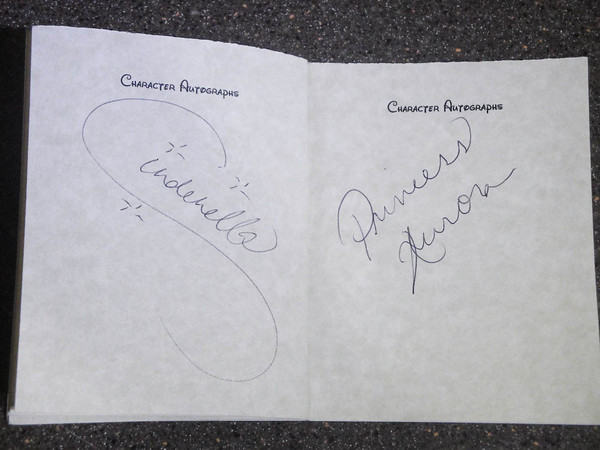 Character Autographs
Cinderella
Character Autographs
Princess
Aurora